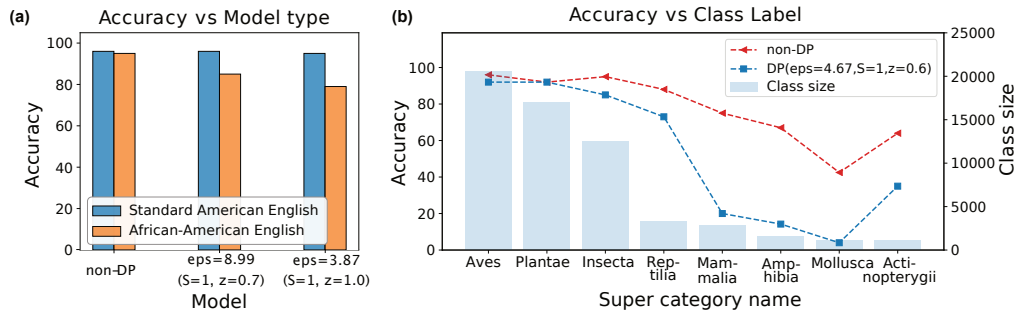 (a)
Accuracy vs Model type
100
80
60
40
20
0
Accuracy
Standard American English
African-American English
non-DP
eps=8.99
(S=1, z=0.7)
eps=3.87
(S=1, z=1.0)
Model
(b)
Accuracy vs Class Label
100
80
60
40
20
0
Accuracy
non-DP
DP(eps=4.67,S=1,z=0.6)
Class size
25000
20000
15000
10000
5000
0
Class size
Aves
Plantae
Insecta
Rep-
tilia
Mam-
malia
Amp-
hibia
Mollusca
Acti-
nopterygii
Super category name